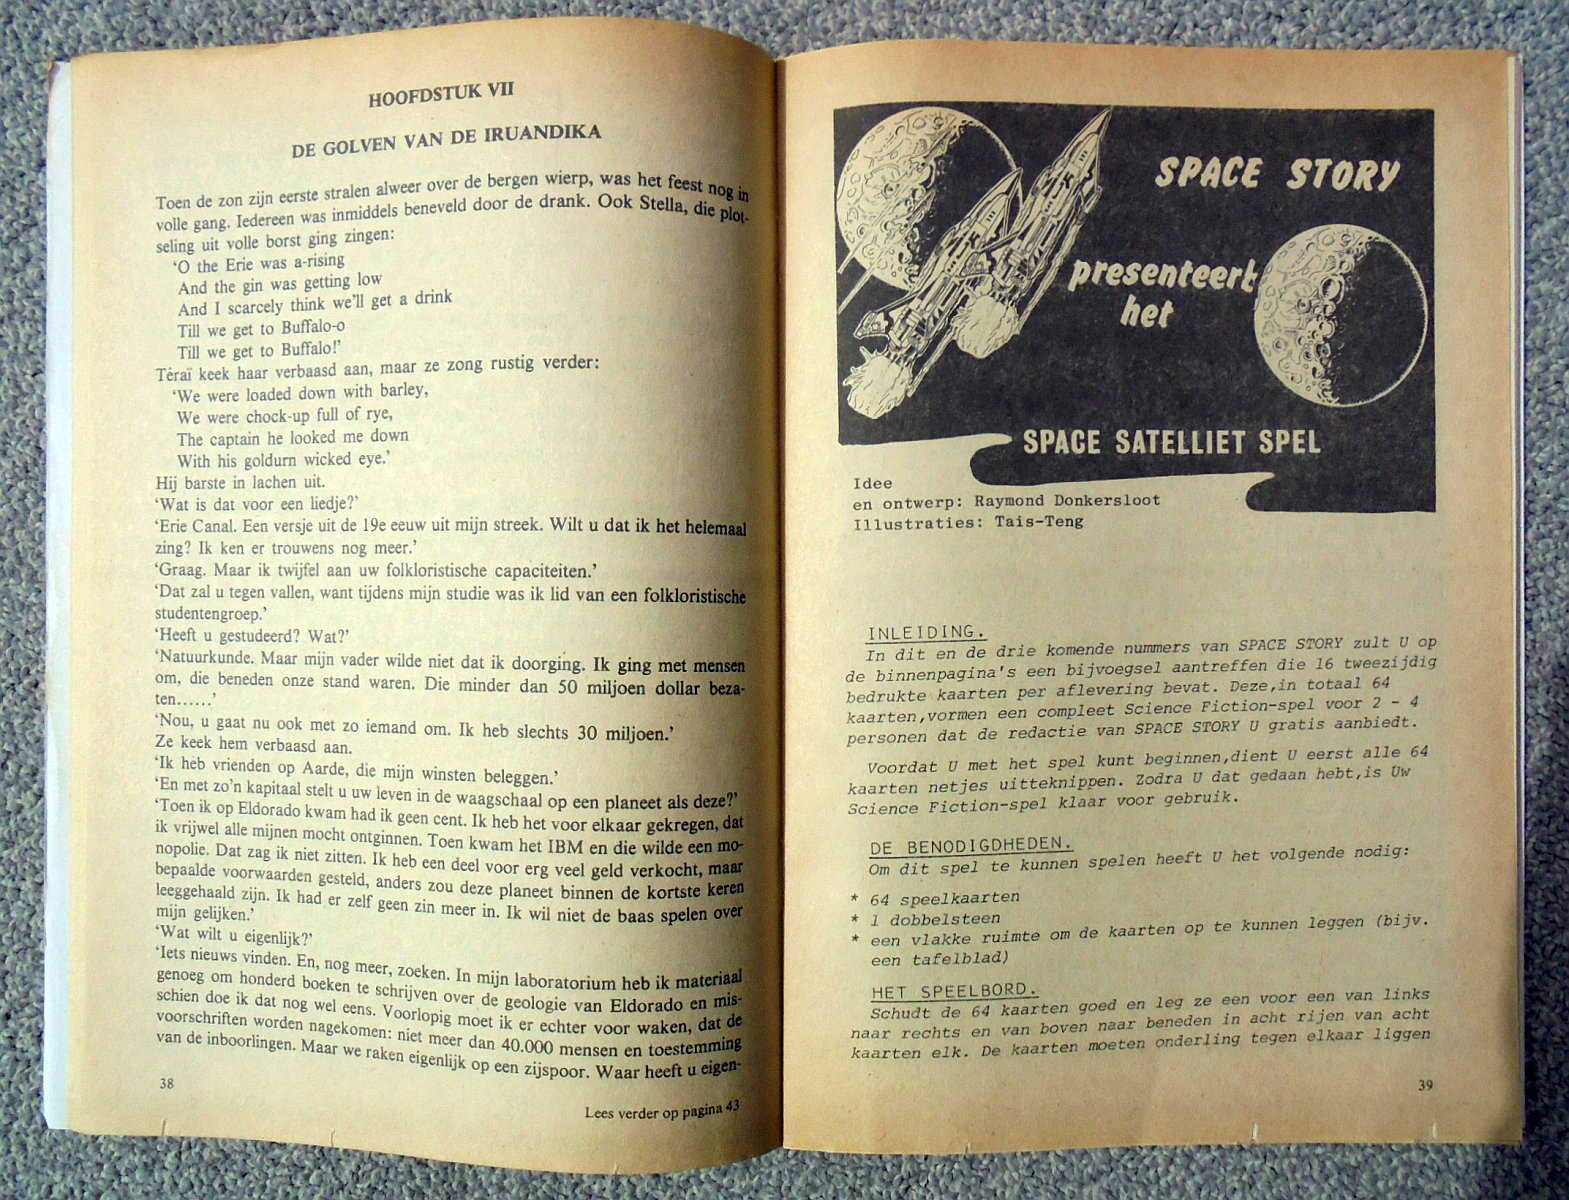 HOOFDSTUK VII
DE GOLVEN VAN DE IRUANDIKA
Toen de zon zijn eerste stralen alweer over de bergen wierp, was het feest nog in
volle gang. Iedereen was inmiddels beneveld door de drank. Ook Stella, die plot-
seling uit volle borst ging zingen:
‘O the Erie was a-rising
And the gin was getting low
And I scarcely think we’ll get a drink
Till we get to Buffalo-o
Till we get to Buffalo!’
Téraï keek haar verbaasd aan, maar ze zong rustig verder:
‘We were loaded down with barley,
We were chock-up full of rye,
The captain he looked me down
With his goldurn wicked eye.’
Hij barste in lachen uit.
‘Wat is dat voor een liedje?’
‘Erie Canal. Een versje uit de 19e eeuw uit mijn streek. Wilt u dat ik het helemaal
zing? Ik ken er trouwens nog meer.’
‘Graag. Maar ik twijfel aan uw folkloristische capaciteiten.’
‘Dat zal u tegen vallen, want tijdens mijn studie was ik lid van een folkloristische
studentengroep.’
‘Heeft u gestudeerd? Wat?’
‘Natuurkunde. Maar mijn vader wilde niet dat ik doorging. Ik ging met mensen
om, die beneden onze stand waren. Die minder dan 50 miljoen dollar beza-
ten......’
‘Nou, u gaat nu ook met zo iemand om. Ik heb slechts 30 miljoen.’
Ze keek hem verbaasd aan.
‘Ik heb vrienden op Aarde, die mijn winsten beleggen.’
‘En met zo’n kapitaal stelt u uw leven in de waagschaal op een planeet als deze?’
‘Toen ik op Eldorado kwam had ik geen cent. Ik heb het voor elkaar gekregen, dat
ik vrijwel alle mijnen mocht ontginnen. Toen kwam het IBM en die wilde een mo-
nopolie. Dat zag ik niet zitten. Ik heb een deel voor erg veel geld verkocht, maar
bepaalde voorwaarden gesteld, anders zou deze planeet binnen de kortste keren
leeggehaald zijn. Ik had er zelf geen zin meer in. Ik wil niet de baas spelen over
mijn gelijken.’
‘Wat wilt u eigenlijk?’
‘Iets nieuws vinden. En, nog meer, zoeken. In mijn laboratorium heb ik materiaal
genoeg om honderd boeken te schrijven over de geologie van Eldorado en mis-
schien doe ik dat nog wel eens. Voorlopig moet ik er echter voor waken, dat de
voorschriften worden nagekomen: niet meer dan 40.000 mensen en toestemming
van de inboorlingen. Maar we raken eigenlijk op een zijspoor. Waar heeft u eigen-
38
Lees verder op pagina 43
SPACE STORY
presenteert
het
SPACE SATELLIET SPEL
Idee
en ontwerp: Raymond Donkersloot
Illustraties: Tais-Teng
INLEIDING.
In dit en de drie komende nummers van SPACE STORY zult U op
de binnenpagina's een bijvoegsel aantreffen die 16 tweezijdig
bedrukte kaarten per aflevering bevat. Deze,in totaal 64
kaarten,vormen een compleet Science Fiction-spel voor 2 - 4
personen dat de redactie van SPACE STORY U gratis aanbiedt.
Voordat U met het spel kunt beginnen,dient U eerst alle 64
kaarten netjes uitteknippen. Zodra U dat gedaan hebt,is Uw
Science Fiction-spel klaar voor gebruik.
DE BENODIGDHEDEN.
Om dit spel te kunnen spelen heeft U het volgende nodig:
* 64 speelkaarten
* 1 dobbelsteen
* een vlakke ruimte om de kaarten op te kunnen leggen (bijv.
een tafelblad)
HET SPEELBORD.
Schudt de 64 kaarten goed en leg ze een voor een van links
naar rechts en van boven naar beneden in acht rijen van acht
kaarten elk. De kaarten moeten onderling tegen elkaar liggen
39